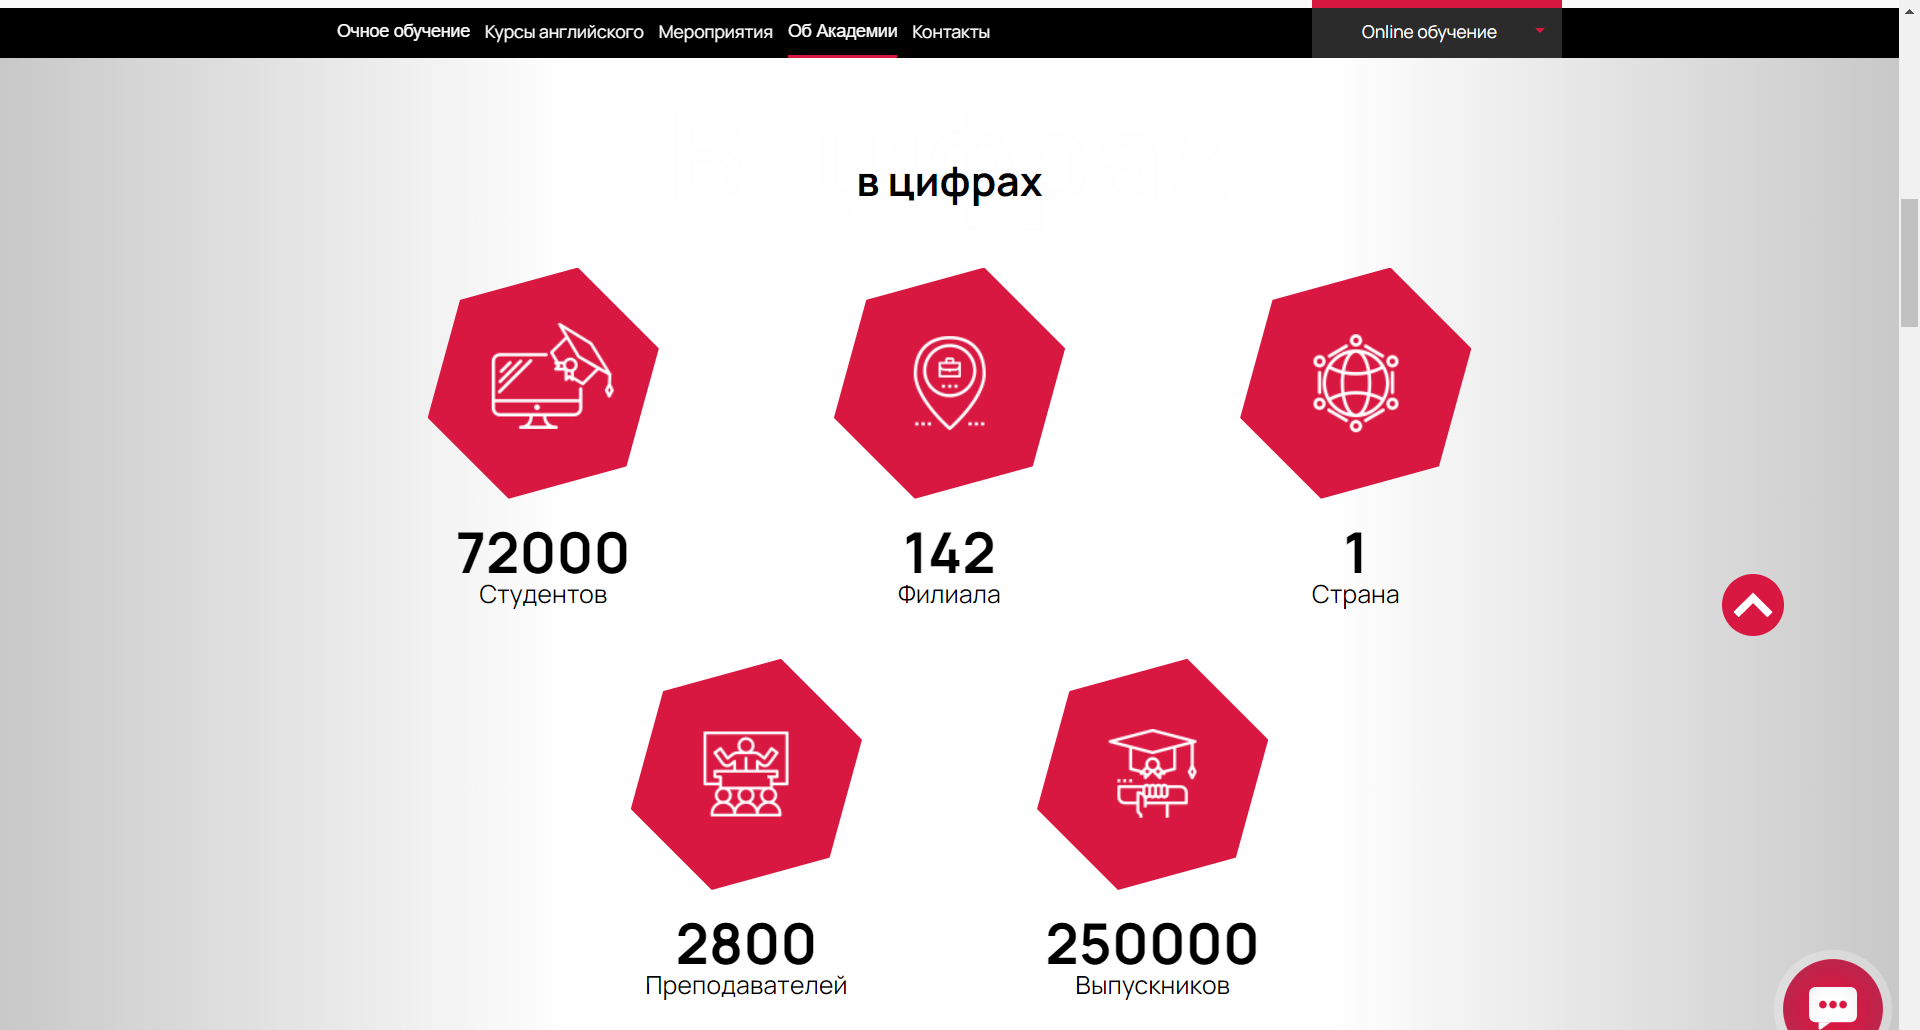 Очное обучение Курсы английского Мероприятия Об Академии Контакты Online обучение
В цифрах
в цифрах
72000 142 1
Студентов Филиала Страна
2800 250000
Преподавателей Выпускников